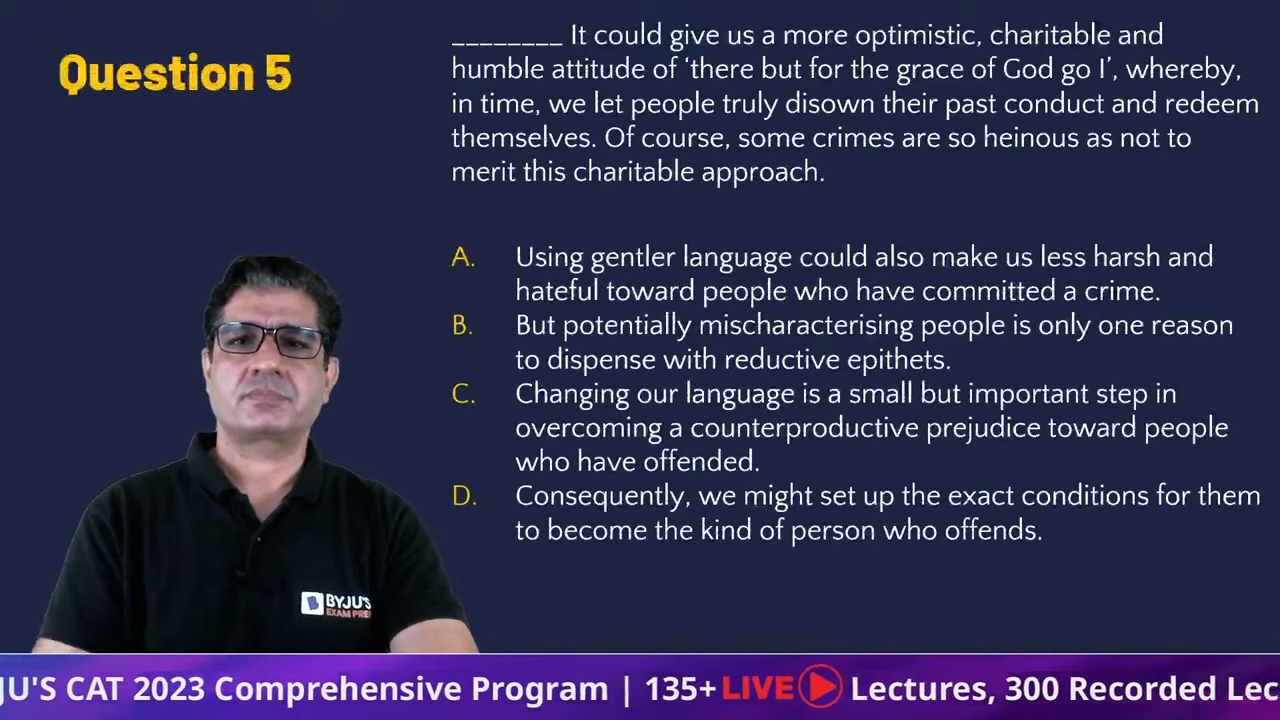 Question 5
________ It could give us a more optimistic, charitable and
humble attitude of ‘there but for the grace of God go I’, whereby,
in time, we let people truly disown their past conduct and redeem
themselves. Of course, some crimes are so heinous as not to
merit this charitable approach.
A. Using gentler language could also make us less harsh and
hateful toward people who have committed a crime.
B. But potentially mischaracterising people is only one reason
to dispense with reductive epithets.
C. Changing our language is a small but important step in
overcoming a counterproductive prejudice toward people
who have offended.
D. Consequently, we might set up the exact conditions for them
to become the kind of person who offends.
BYJU'S
EXAM PREP
JU'S CAT 2023 Comprehensive Program | 135+ LIVE Lectures, 300 Recorded Lec